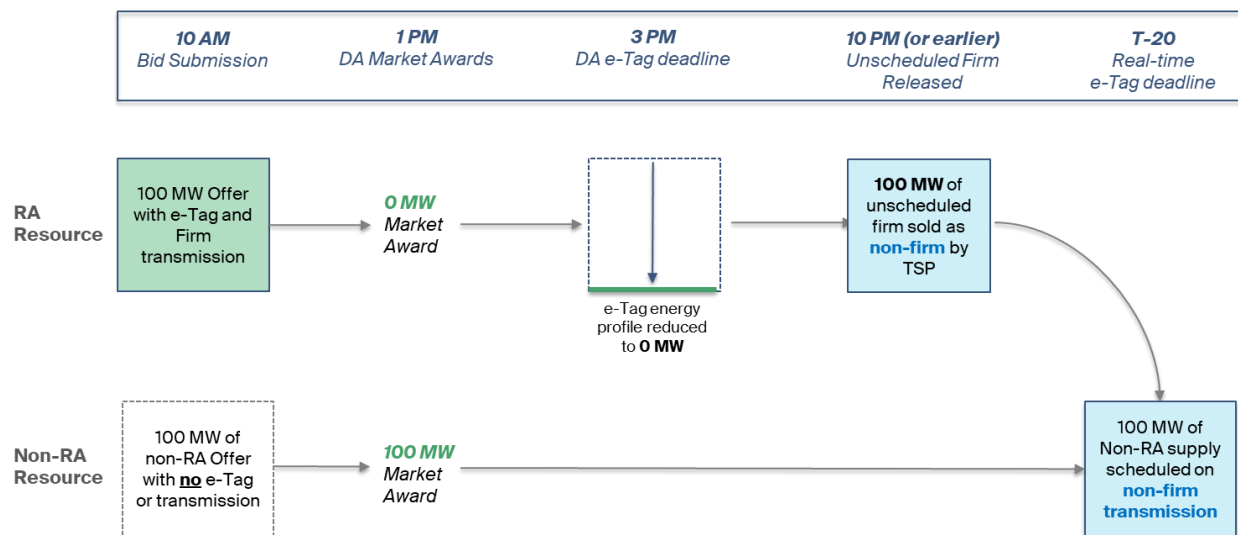 10 AM
Bid Submission
1 PM
DA Market Awards
3 PM
DA e-Tag deadline
10 PM (or earlier)
Unscheduled Firm
Released
T-20
Real-time
e-Tag deadline
RA
Resource
100 MW Offer
with e-Tag and
Firm
transmission
0 MW
Market
Award
e-Tag energy
profile reduced
to 0 MW
100 MW of
unscheduled
firm sold as
non-firm by
TSP
Non-RA
Resource
100 MW of
non-RA Offer
with no e-Tag
or transmission
100 MW
Market
Award
100 MW of
Non-RA supply
scheduled on
non-firm
transmission